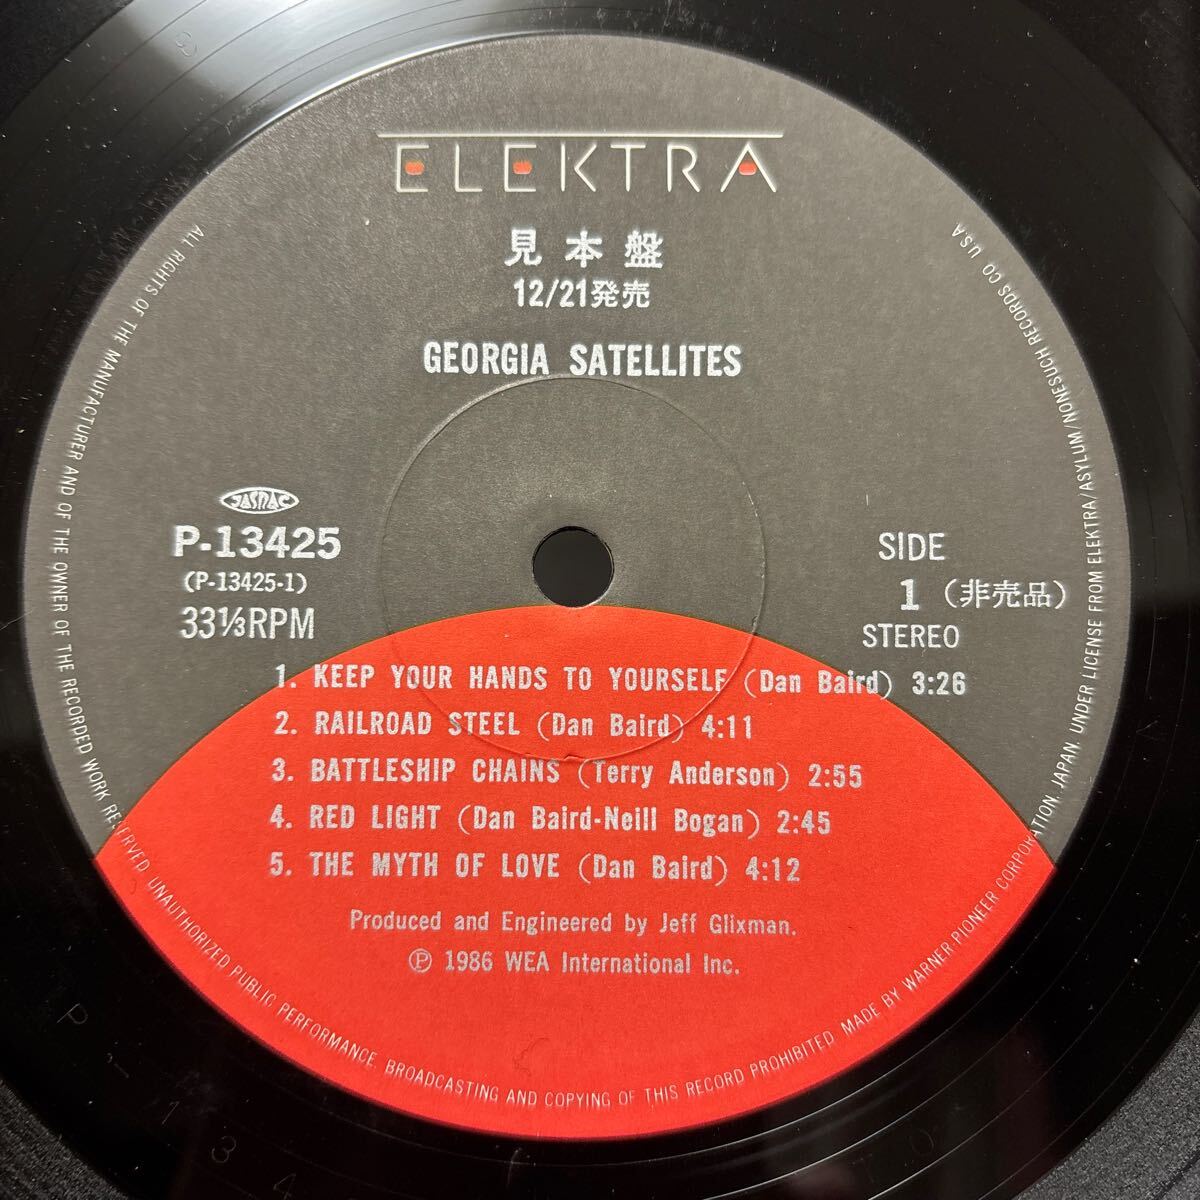 ELEKTRA
見本盤
12/21発売
GEORGIA SATELLITES
JASRAC
P-13425
(P-13425-1)
33⅓RPM
SIDE
1 (非売品)
STEREO
1. KEEP YOUR HANDS TO YOURSELF (Dan Baird) 3:26
2. RAILROAD STEEL (Dan Baird) 4:11
3. BATTLESHIP CHAINS (Terry Anderson) 2:55
4. RED LIGHT (Dan Baird-Neill Bogan) 2:45
5. THE MYTH OF LOVE (Dan Baird) 4:12
Produced and Engineered by Jeff Glixman.
Ⓟ 1986 WEA International Inc.
ALL RIGHTS OF THE MANUFACTURER AND OF THE OWNER OF THE RECORDED WORK RESERVED. UNAUTHORIZED PUBLIC PERFORMANCE, BROADCASTING AND COPYING OF THIS RECORD PROHIBITED. MADE BY WARNER-PIONEER CORPORATION, JAPAN, UNDER LICENSE FROM ELEKTRA/ASYLUM/NONESUCH RECORDS CO USA
P-134